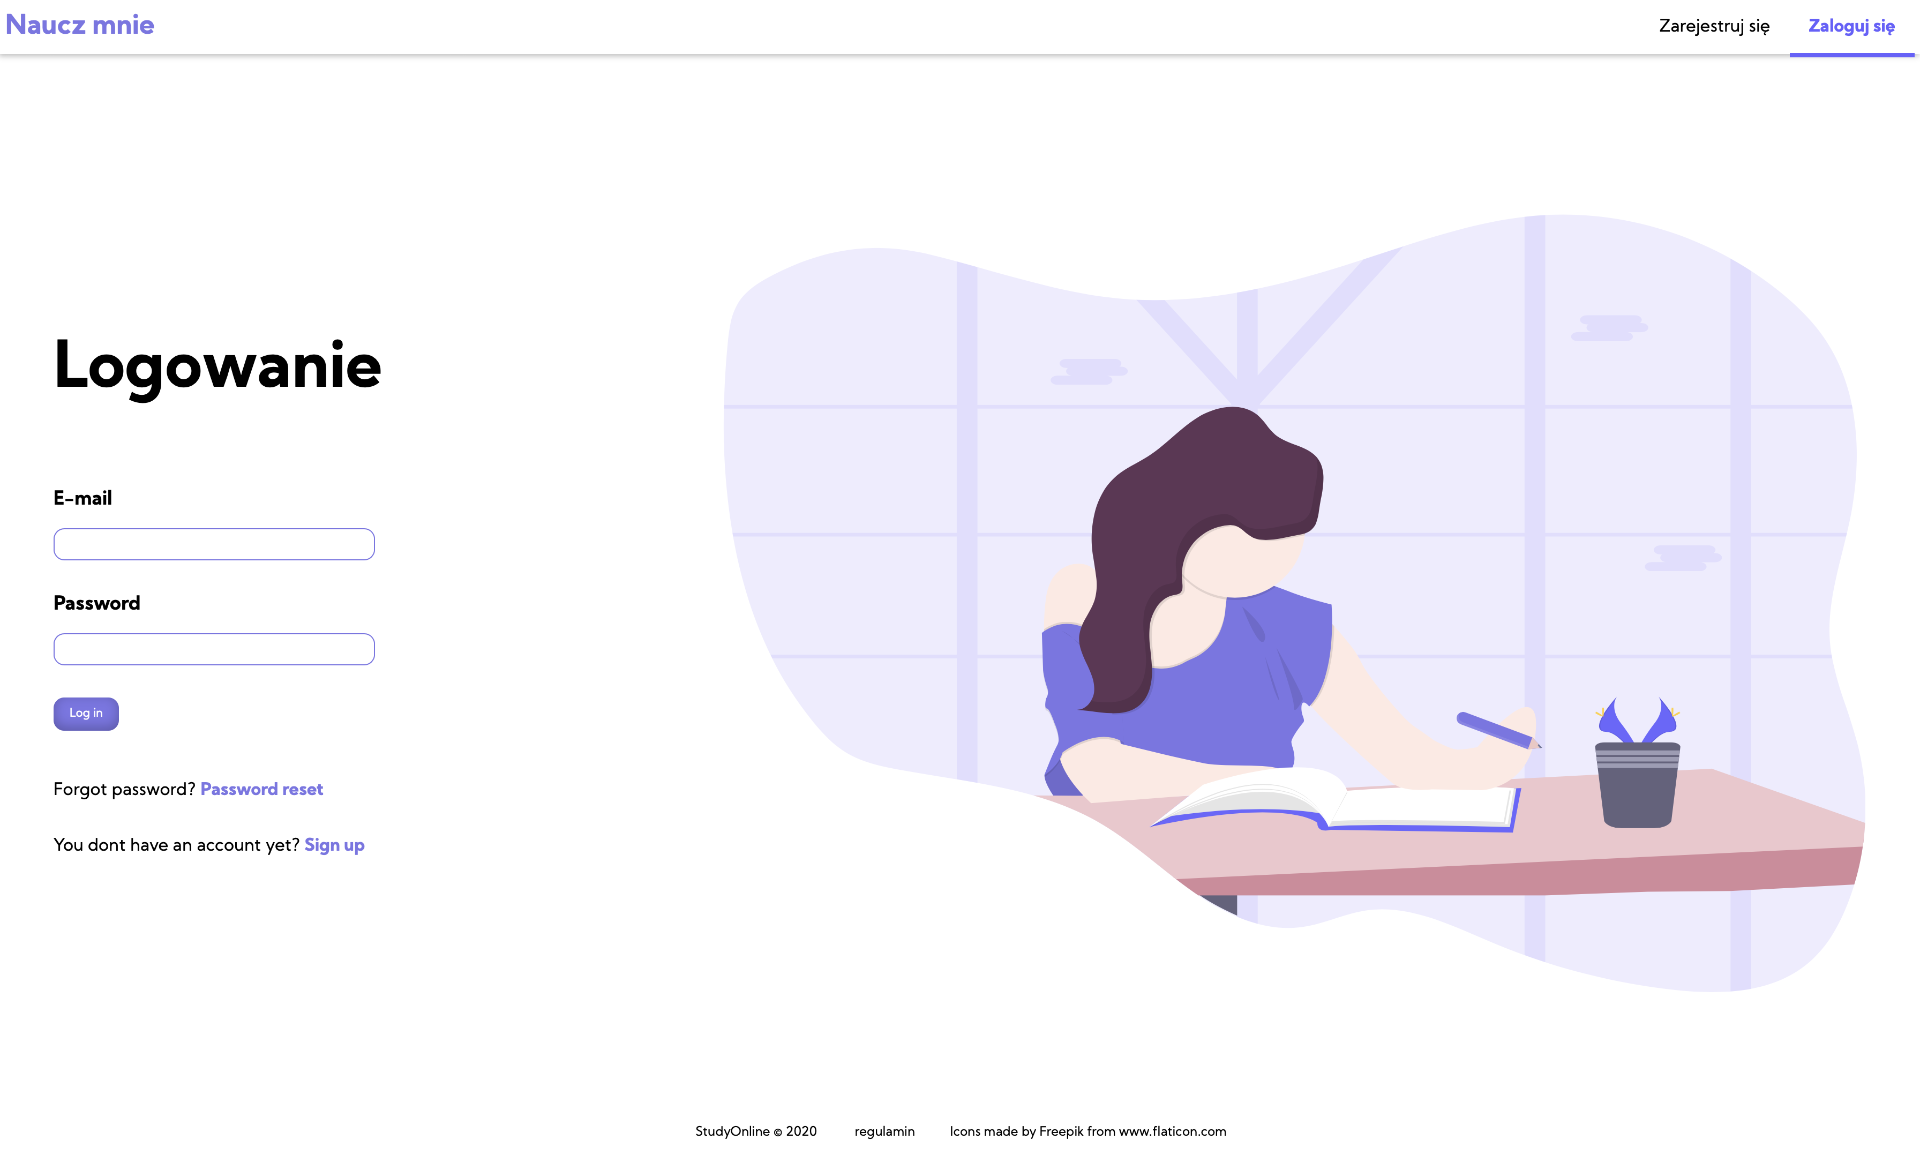 Naucz mnie
Zarejestruj się
Zaloguj się
Logowanie
E-mail
Password
Log in
Forgot password? Password reset
You dont have an account yet? Sign up
StudyOnline © 2020
regulamin
Icons made by Freepik from www.flaticon.com